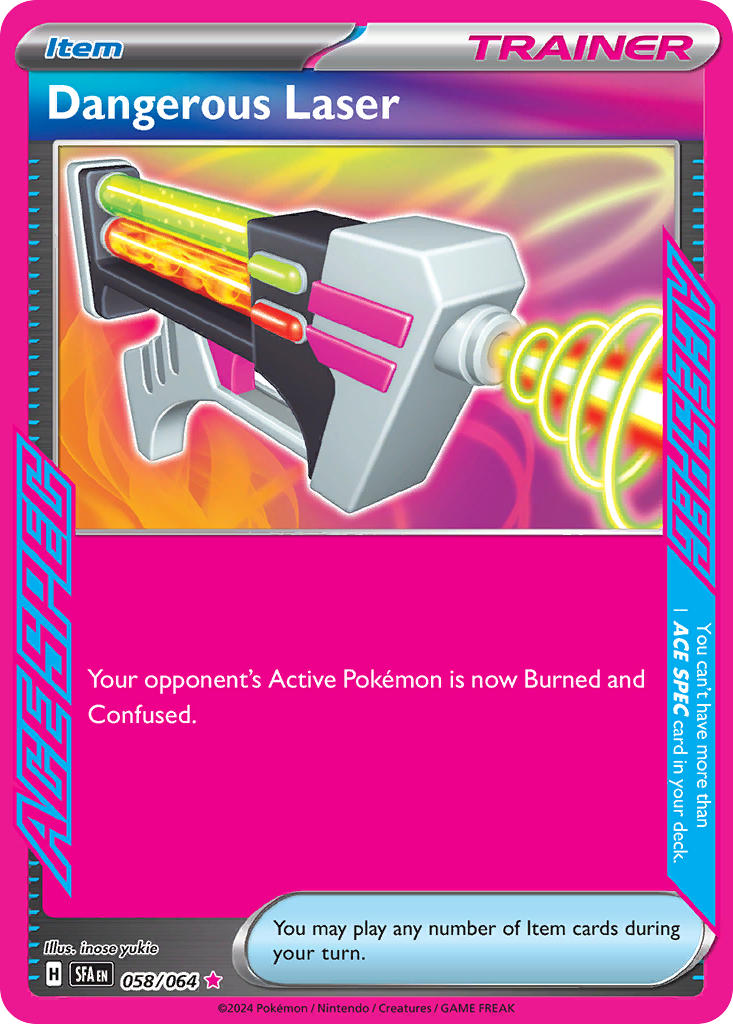 Item
TRAINER
Dangerous Laser
ACE SPEC
ACE SPEC
You can't have more than
1 ACE SPEC card in your deck.
Your opponent's Active Pokémon is now Burned and
Confused.
You may play any number of Item cards during
your turn.
Illus. inose yukie
H SFA EN 058/064
©2024 Pokémon / Nintendo / Creatures / GAME FREAK